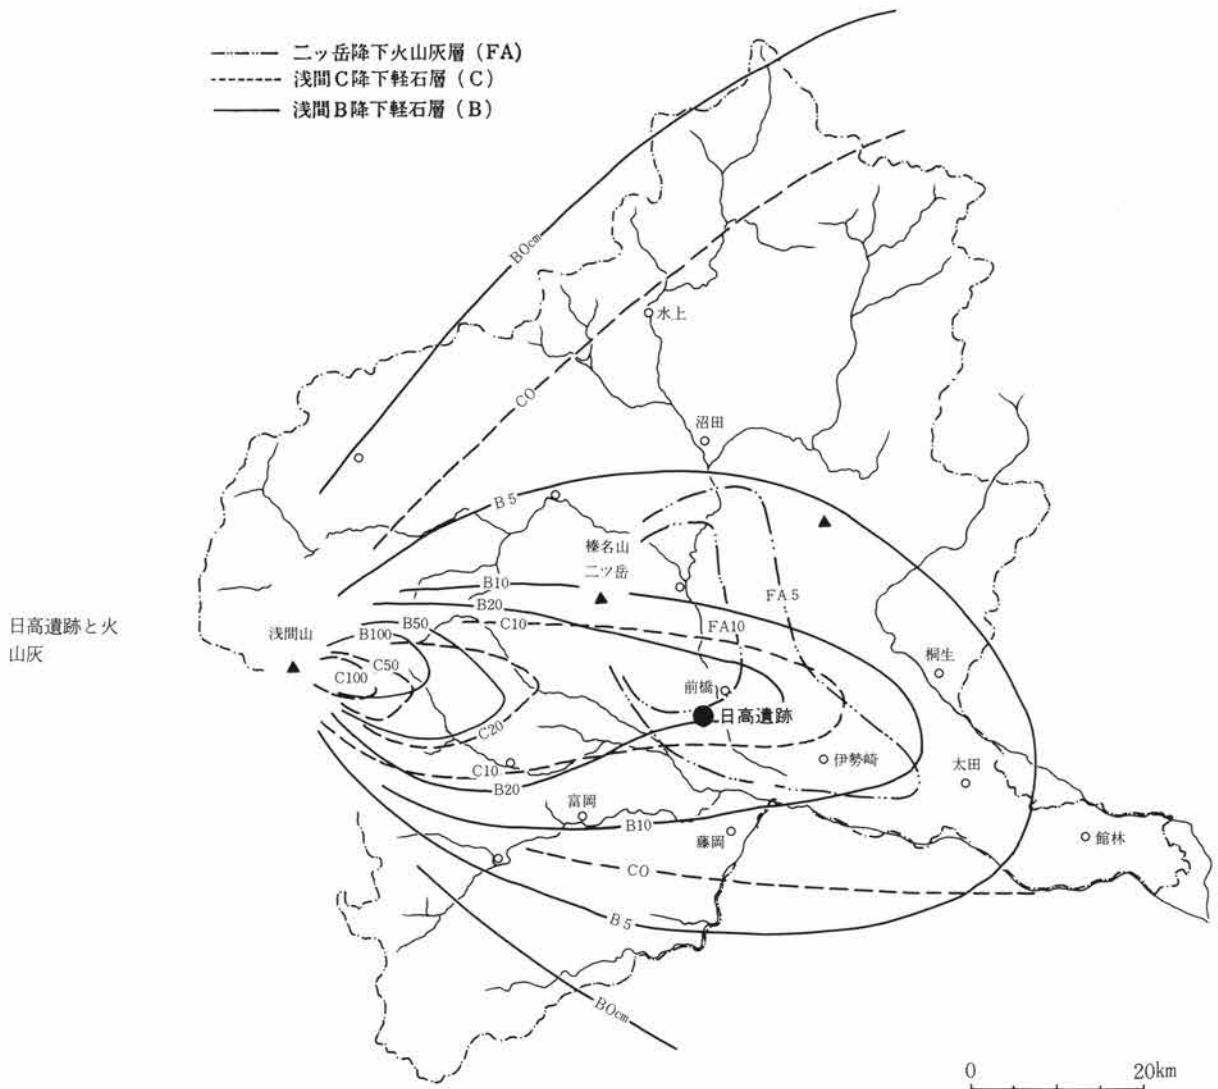 二ッ岳降下火山灰層(FA)
浅間C降下軽石層(C)
浅間B降下軽石層(B)
B0cm
C0
水上
沼田
B5
榛名山
二ツ岳
B10
FA5
B20
C10
FA10
日高遺跡と火
山灰
浅間山
B50
B100
C50
C100
桐生
前橋
日高遺跡
C20
伊勢崎
C10
太田
B20
富岡
B10
藤岡
館林
C0
B5
B0cm
0 20km